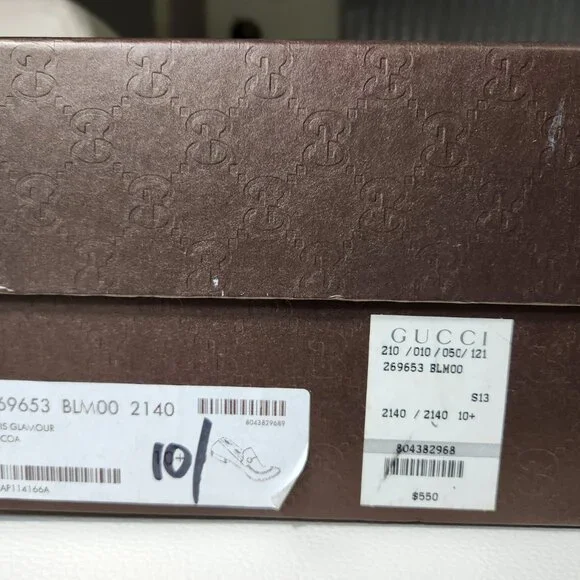 GUCCI
210 /010/050/121
269653 BLM00
S13
2140 / 2140 10+
804382968
$550
69653 BLM00 2140
8043829689
IS GLAMOUR
COA
10/
AP114166A